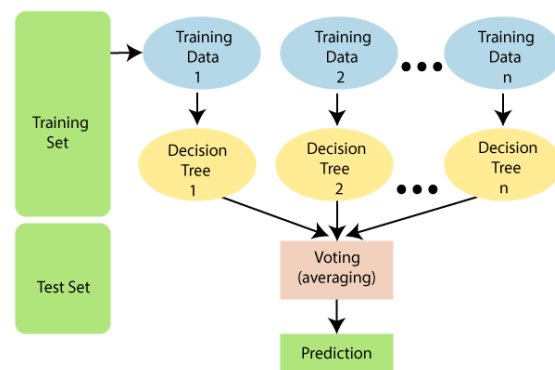 Training
Set
Training
Data
1
Training
Data
2
Training
Data
n
Decision
Tree
1
Decision
Tree
2
Decision
Tree
n
Test Set
Voting
(averaging)
Prediction